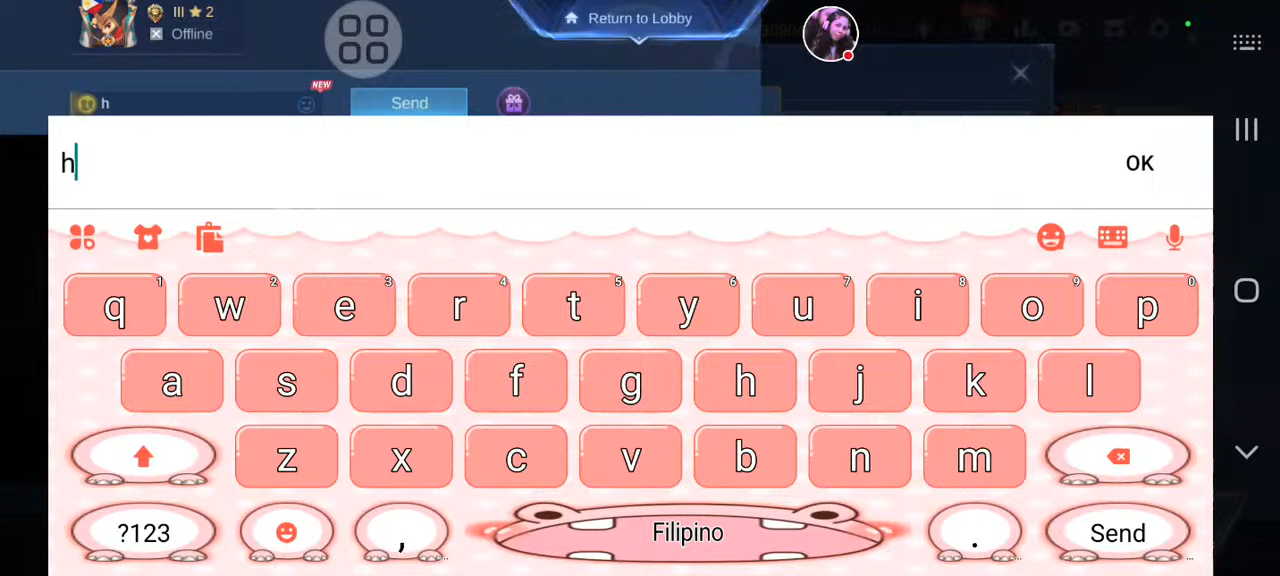 III ★ 2
Return to Lobby
Offline
NEW
h
Send
h
OK
1 2 3 4 5 6 7 8 9 0
q w e r t y u i o p
a s d f g h j k l
z x c v b n m
?123 , Filipino . Send